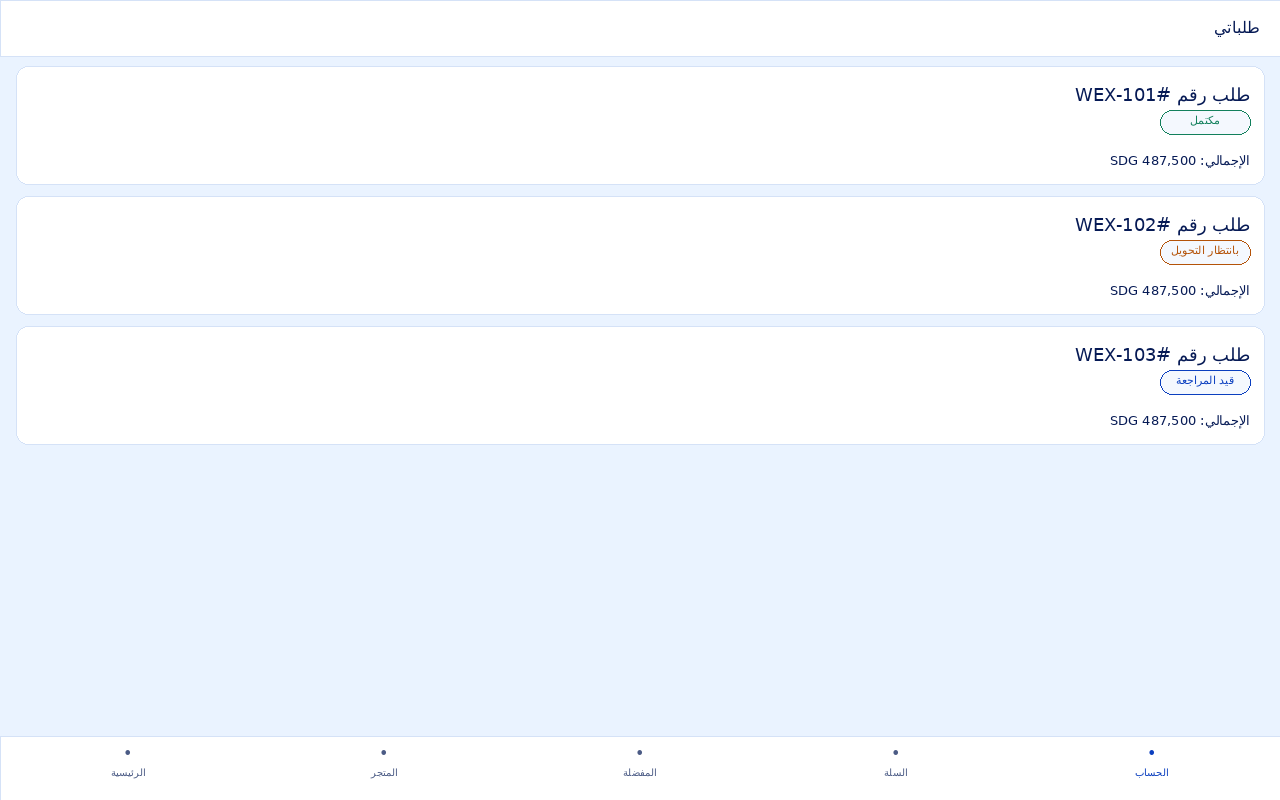 طلباتي
طلب رقم #WEX-101
مكتمل
الإجمالي: 487,500 SDG
طلب رقم #WEX-102
بانتظار التحويل
الإجمالي: 487,500 SDG
طلب رقم #WEX-103
قيد المراجعة
الإجمالي: 487,500 SDG
الحساب
السلة
المفضلة
المتجر
الرئيسية